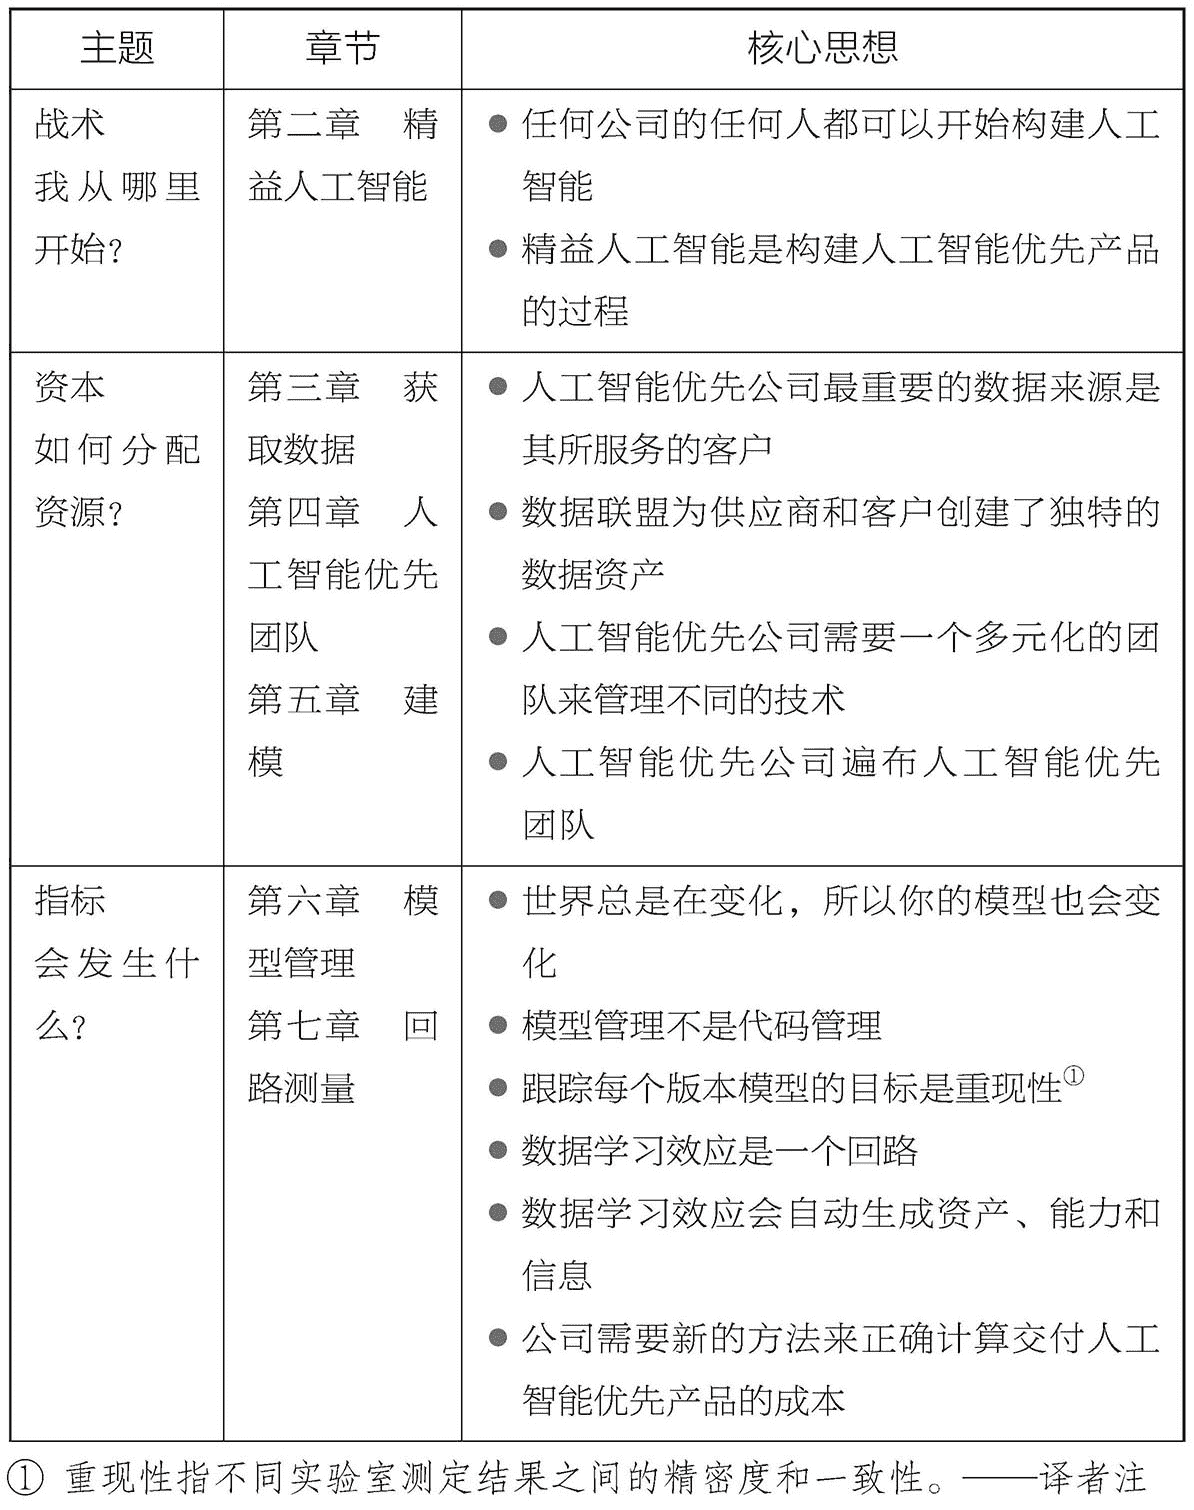 主题 章节 核心思想
战术
我从哪里
开始？
第二章 精
益人工智能
● 任何公司的任何人都可以开始构建人工
智能
● 精益人工智能是构建人工智能优先产品
的过程
资本
如何分配
资源？
第三章 获
取数据
第四章 人
工智能优先
团队
第五章 建
模
● 人工智能优先公司最重要的数据来源是
其所服务的客户
● 数据联盟为供应商和客户创建了独特的
数据资产
● 人工智能优先公司需要一个多元化的团
队来管理不同的技术
● 人工智能优先公司遍布人工智能优先
团队
指标
会发生什
么？
第六章 模
型管理
第七章 回
路测量
● 世界总是在变化，所以你的模型也会变
化
● 模型管理不是代码管理
● 跟踪每个版本模型的目标是重现性①
● 数据学习效应是一个回路
● 数据学习效应会自动生成资产、能力和
信息
● 公司需要新的方法来正确计算交付人工
智能优先产品的成本
① 重现性指不同实验室测定结果之间的精密度和一致性。——译者注